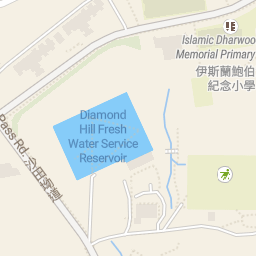 Islamic Dharwoo
Memorial Primary
伊斯蘭鮑伯
紀念小學
Diamond
Hill Fresh
Water Service
Reservoir
Pass Rd